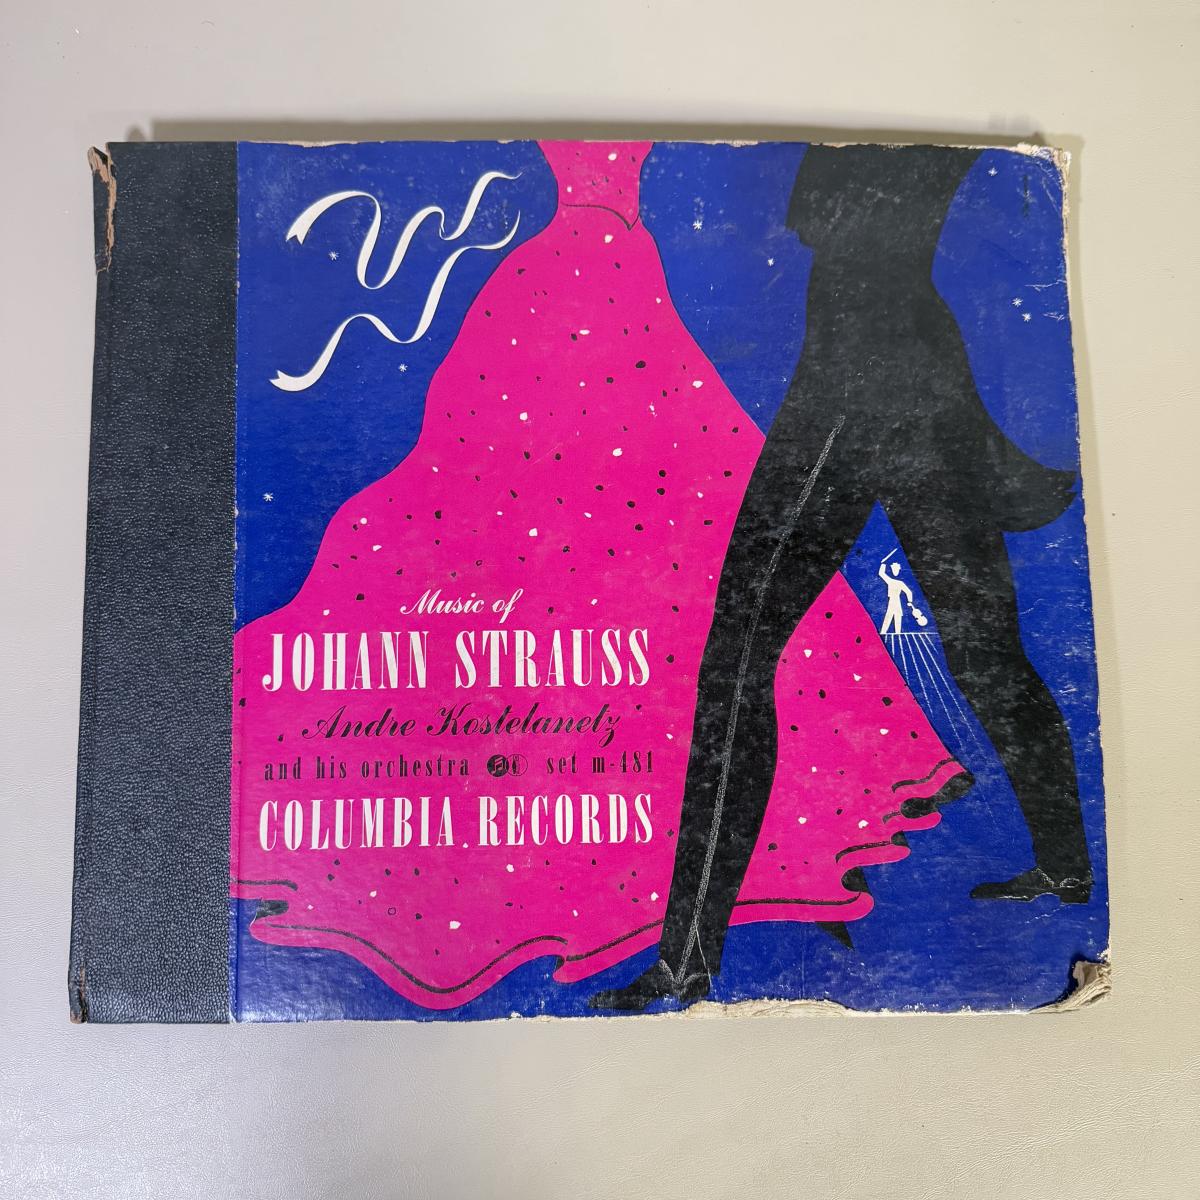 Music of
JOHANN STRAUSS
Andre Kostelanetz
and his orchestra set m-481
COLUMBIA RECORDS